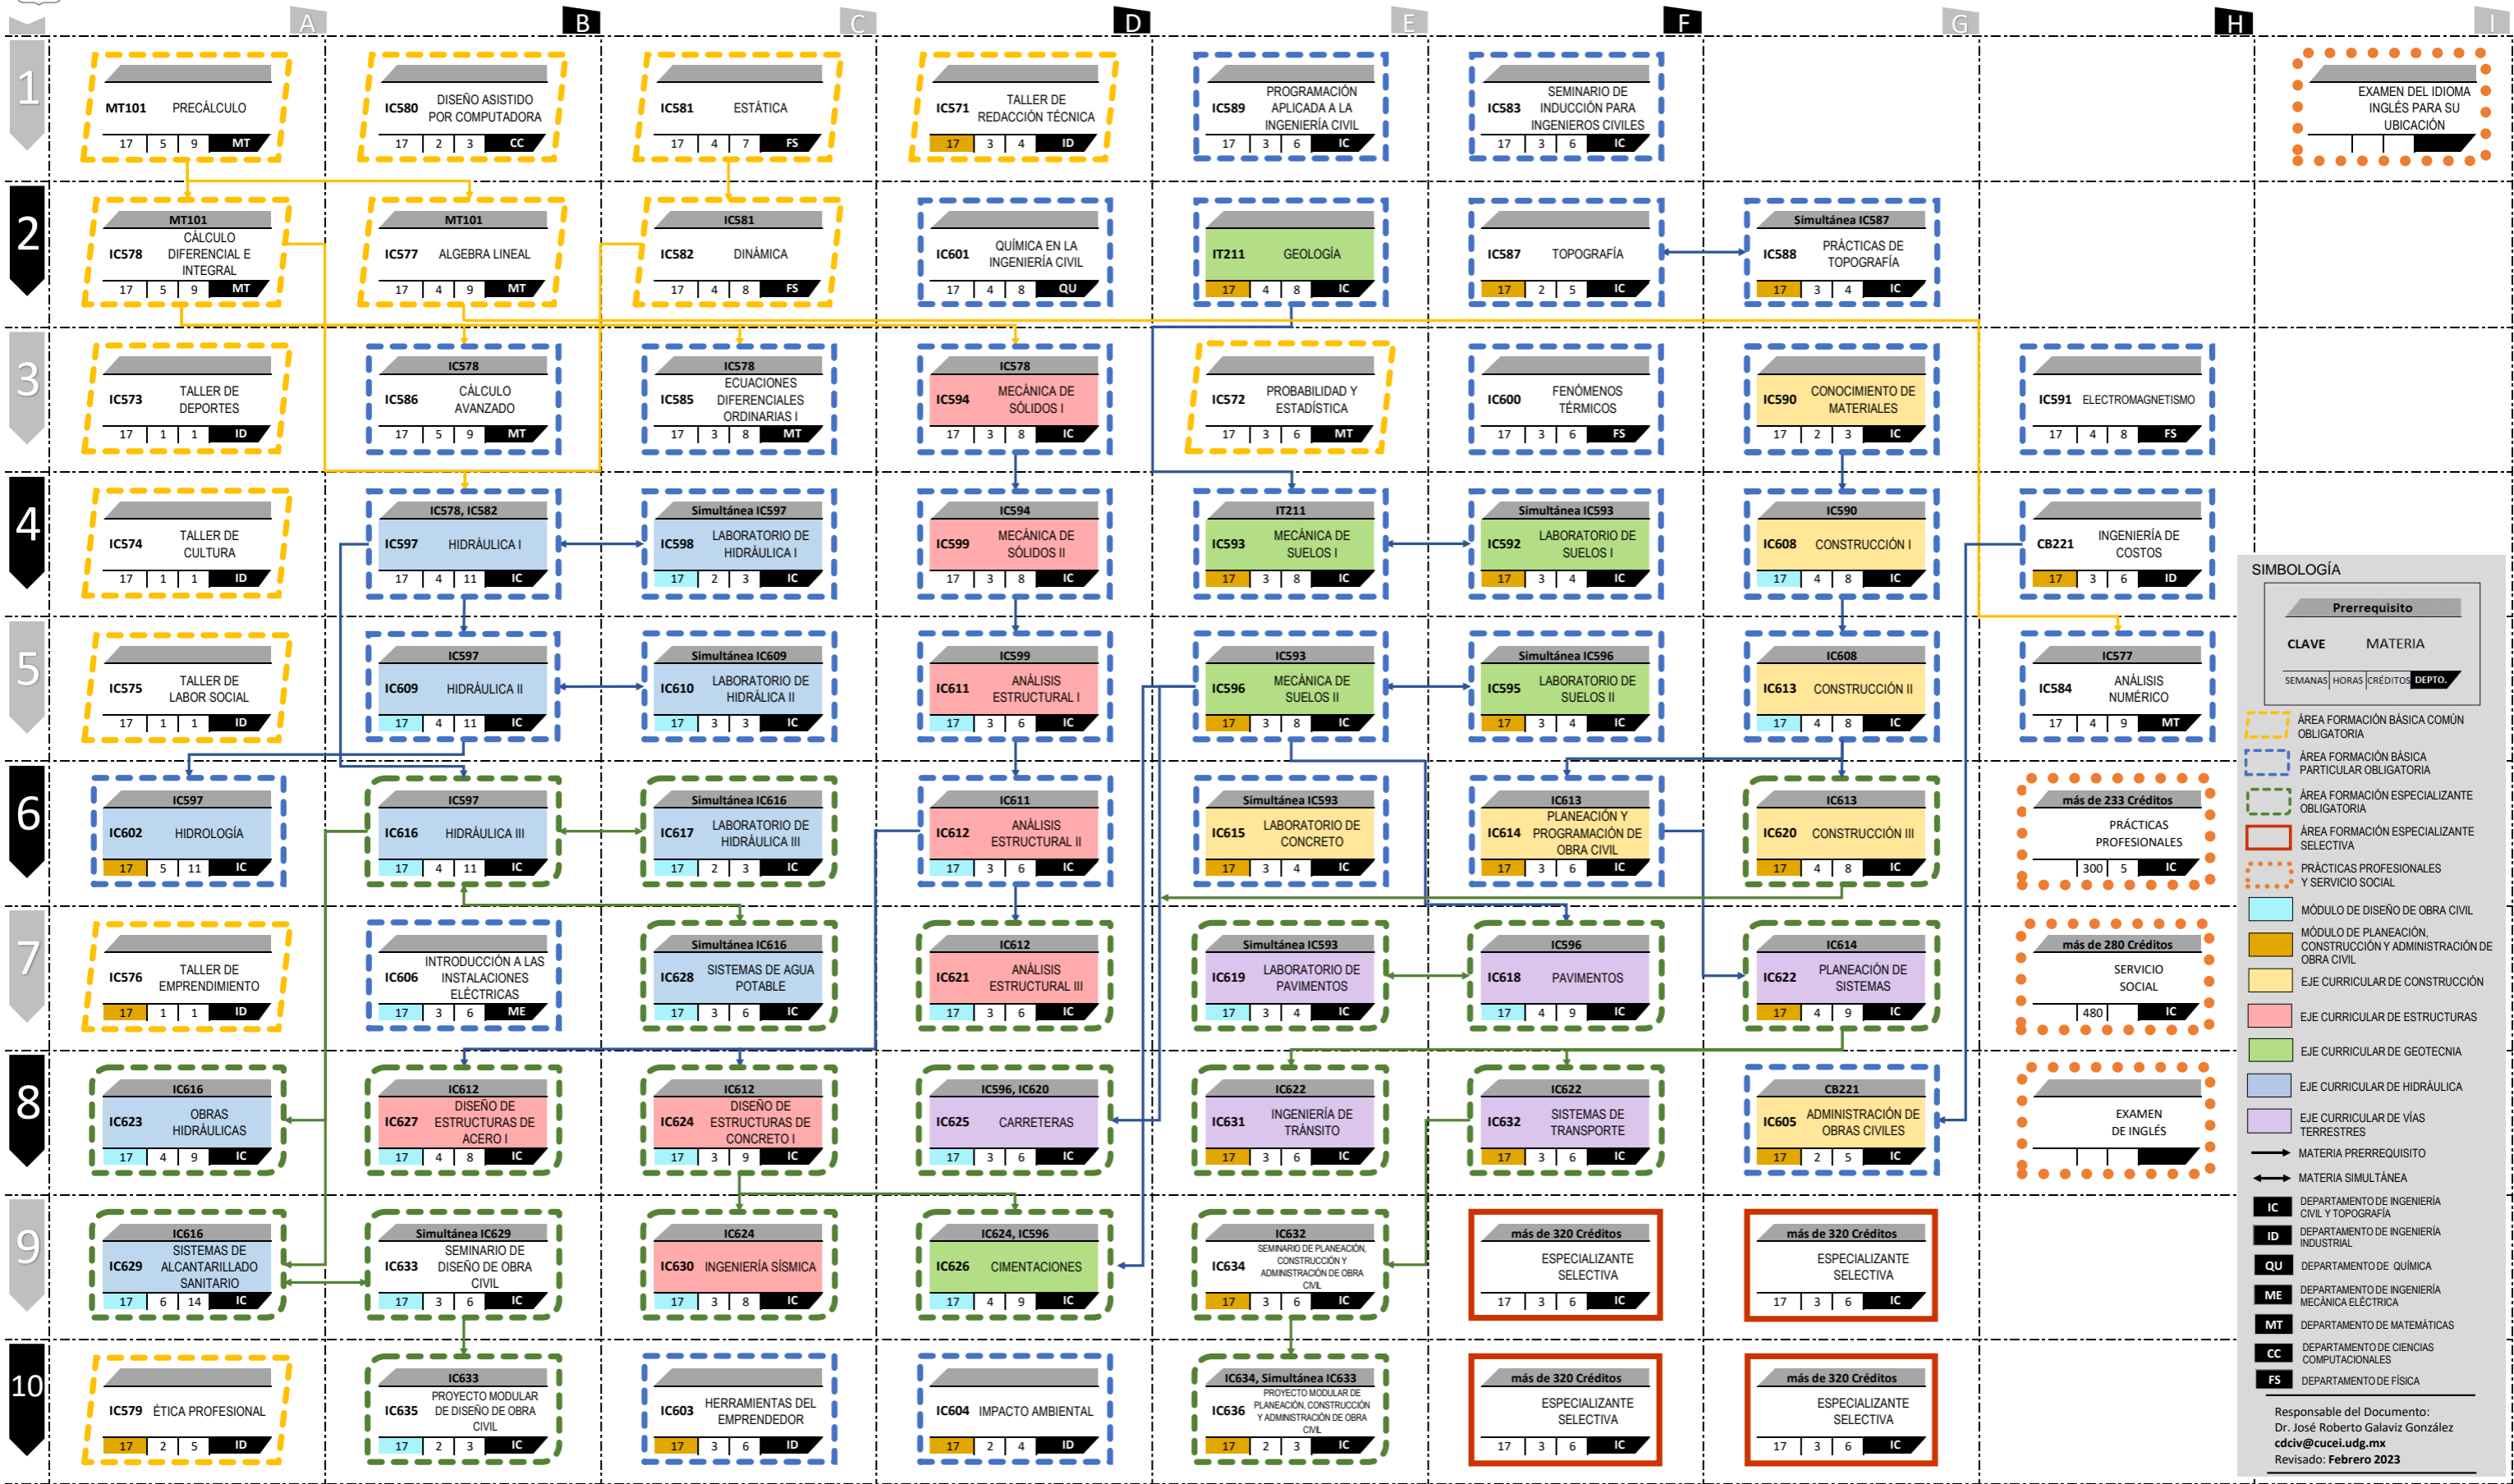 A B C D E F G H I
1
MT101 PRECÁLCULO
17 5 9 MT
IC580 DISEÑO ASISTIDO
POR COMPUTADORA
17 2 3 CC
IC581 ESTÁTICA
17 4 7 FS
IC571 TALLER DE
REDACCIÓN TÉCNICA
17 3 4 ID
IC589 PROGRAMACIÓN
APLICADA A LA
INGENIERÍA CIVIL
17 3 6 IC
IC583 SEMINARIO DE
INDUCCIÓN PARA
INGENIEROS CIVILES
17 3 6 IC
EXAMEN DEL IDIOMA
INGLÉS PARA SU
UBICACIÓN
2
MT101
IC578 CÁLCULO
DIFERENCIAL E
INTEGRAL
17 5 9 MT
MT101
IC577 ALGEBRA LINEAL
17 4 9 MT
IC581
IC582 DINÁMICA
17 4 8 FS
IC601 QUÍMICA EN LA
INGENIERÍA CIVIL
17 4 8 QU
IT211 GEOLOGÍA
17 4 8 IC
IC587 TOPOGRAFÍA
17 2 5 IC
Simultánea IC587
IC588 PRÁCTICAS DE
TOPOGRAFÍA
17 3 4 IC
3
IC573 TALLER DE
DEPORTES
17 1 1 ID
IC578
IC586 CÁLCULO
AVANZADO
17 5 9 MT
IC578
IC585 ECUACIONES
DIFERENCIALES
ORDINARIAS I
17 3 8 MT
IC578
IC594 MECÁNICA DE
SÓLIDOS I
17 3 8 IC
IC572 PROBABILIDAD Y
ESTADÍSTICA
17 3 6 MT
IC600 FENÓMENOS
TÉRMICOS
17 3 6 FS
IC590 CONOCIMIENTO DE
MATERIALES
17 2 3 IC
IC591 ELECTROMAGNETISMO
17 4 8 FS
4
IC574 TALLER DE
CULTURA
17 1 1 ID
IC578, IC582
IC597 HIDRÁULICA I
17 4 11 IC
Simultánea IC597
IC598 LABORATORIO DE
HIDRÁULICA I
17 2 3 IC
IC594
IC599 MECÁNICA DE
SÓLIDOS II
17 3 8 IC
IT211
IC593 MECÁNICA DE
SUELOS I
17 3 8 IC
Simultánea IC593
IC592 LABORATORIO DE
SUELOS I
17 3 4 IC
IC590
IC608 CONSTRUCCIÓN I
17 4 8 IC
CB221 INGENIERÍA DE
COSTOS
17 3 6 ID
5
IC575 TALLER DE
LABOR SOCIAL
17 1 1 ID
IC597
IC609 HIDRÁULICA II
17 4 11 IC
Simultánea IC609
IC610 LABORATORIO DE
HIDRÁLICA II
17 3 3 IC
IC599
IC611 ANÁLISIS
ESTRUCTURAL I
17 3 6 IC
IC593
IC596 MECÁNICA DE
SUELOS II
17 3 8 IC
Simultánea IC596
IC595 LABORATORIO DE
SUELOS II
17 3 4 IC
IC608
IC613 CONSTRUCCIÓN II
17 4 8 IC
IC577
IC584 ANÁLISIS
NUMÉRICO
17 4 9 MT
6
IC597
IC602 HIDROLOGÍA
17 5 11 IC
IC597
IC616 HIDRÁULICA III
17 4 11 IC
Simultánea IC616
IC617 LABORATORIO DE
HIDRÁULICA III
17 2 3 IC
IC611
IC612 ANÁLISIS
ESTRUCTURAL II
17 3 6 IC
Simultánea IC593
IC615 LABORATORIO DE
CONCRETO
17 3 4 IC
IC613
IC614 PLANEACIÓN Y
PROGRAMACIÓN DE
OBRA CIVIL
17 3 6 IC
IC613
IC620 CONSTRUCCIÓN III
17 4 8 IC
más de 233 Créditos
PRÁCTICAS
PROFESIONALES
300 5 IC
7
IC576 TALLER DE
EMPRENDIMIENTO
17 1 1 ID
IC606 INTRODUCCIÓN A LAS
INSTALACIONES
ELÉCTRICAS
17 3 6 ME
Simultánea IC616
IC628 SISTEMAS DE AGUA
POTABLE
17 3 6 IC
IC612
IC621 ANÁLISIS
ESTRUCTURAL III
17 3 6 IC
Simultánea IC593
IC619 LABORATORIO DE
PAVIMENTOS
17 3 4 IC
IC596
IC618 PAVIMENTOS
17 4 9 IC
IC614
IC622 PLANEACIÓN DE
SISTEMAS
17 4 9 IC
más de 280 Créditos
SERVICIO
SOCIAL
480 IC
8
IC616
IC623 OBRAS
HIDRÁULICAS
17 4 9 IC
IC612
IC627 DISEÑO DE
ESTRUCTURAS DE
ACERO I
17 4 8 IC
IC612
IC624 DISEÑO DE
ESTRUCTURAS DE
CONCRETO I
17 3 9 IC
IC596, IC620
IC625 CARRETERAS
17 3 6 IC
IC622
IC631 INGENIERÍA DE
TRÁNSITO
17 3 6 IC
IC622
IC632 SISTEMAS DE
TRANSPORTE
17 3 6 IC
CB221
IC605 ADMINISTRACIÓN DE
OBRAS CIVILES
17 2 5 IC
EXAMEN
DE INGLÉS
9
IC616
IC629 SISTEMAS DE
ALCANTARILLADO
SANITARIO
17 6 14 IC
Simultánea IC629
IC633 SEMINARIO DE
DISEÑO DE OBRA
CIVIL
17 3 6 IC
IC624
IC630 INGENIERÍA SÍSMICA
17 3 8 IC
IC624, IC596
IC626 CIMENTACIONES
17 4 9 IC
IC632
IC634 SEMINARIO DE PLANEACIÓN,
CONSTRUCCIÓN Y
ADMINISTRACIÓN DE OBRA
CIVIL
17 3 6 IC
más de 320 Créditos
ESPECIALIZANTE
SELECTIVA
17 3 6 IC
más de 320 Créditos
ESPECIALIZANTE
SELECTIVA
17 3 6 IC
10
IC579 ÉTICA PROFESIONAL
17 2 5 ID
IC633
IC635 PROYECTO MODULAR
DE DISEÑO DE OBRA
CIVIL
17 2 3 IC
IC603 HERRAMIENTAS DEL
EMPRENDEDOR
17 3 6 ID
IC604 IMPACTO AMBIENTAL
17 2 4 ID
IC634, Simultánea IC633
IC636 PROYECTO MODULAR DE
PLANEACIÓN, CONSTRUCCIÓN
Y ADMINISTRACIÓN DE OBRA
CIVIL
17 2 3 IC
más de 320 Créditos
ESPECIALIZANTE
SELECTIVA
17 3 6 IC
más de 320 Créditos
ESPECIALIZANTE
SELECTIVA
17 3 6 IC
SIMBOLOGÍA
Prerrequisito
CLAVE MATERIA
SEMANAS HORAS CRÉDITOS DEPTO.
ÁREA FORMACIÓN BÁSICA COMÚN
OBLIGATORIA
ÁREA FORMACIÓN BÁSICA
PARTICULAR OBLIGATORIA
ÁREA FORMACIÓN ESPECIALIZANTE
OBLIGATORIA
ÁREA FORMACIÓN ESPECIALIZANTE
SELECTIVA
PRÁCTICAS PROFESIONALES
Y SERVICIO SOCIAL
MÓDULO DE DISEÑO DE OBRA CIVIL
MÓDULO DE PLANEACIÓN,
CONSTRUCCIÓN Y ADMINISTRACIÓN DE
OBRA CIVIL
EJE CURRICULAR DE CONSTRUCCIÓN
EJE CURRICULAR DE ESTRUCTURAS
EJE CURRICULAR DE GEOTECNIA
EJE CURRICULAR DE HIDRÁULICA
EJE CURRICULAR DE VÍAS
TERRESTRES
MATERIA PRERREQUISITO
MATERIA SIMULTÁNEA
IC DEPARTAMENTO DE INGENIERÍA
CIVIL Y TOPOGRAFÍA
ID DEPARTAMENTO DE INGENIERÍA
INDUSTRIAL
QU DEPARTAMENTO DE QUÍMICA
ME DEPARTAMENTO DE INGENIERÍA
MECÁNICA ELÉCTRICA
MT DEPARTAMENTO DE MATEMÁTICAS
CC DEPARTAMENTO DE CIENCIAS
COMPUTACIONALES
FS DEPARTAMENTO DE FÍSICA
Responsable del Documento:
Dr. José Roberto Galaviz González
cdciv@cucei.udg.mx
Revisado: Febrero 2023